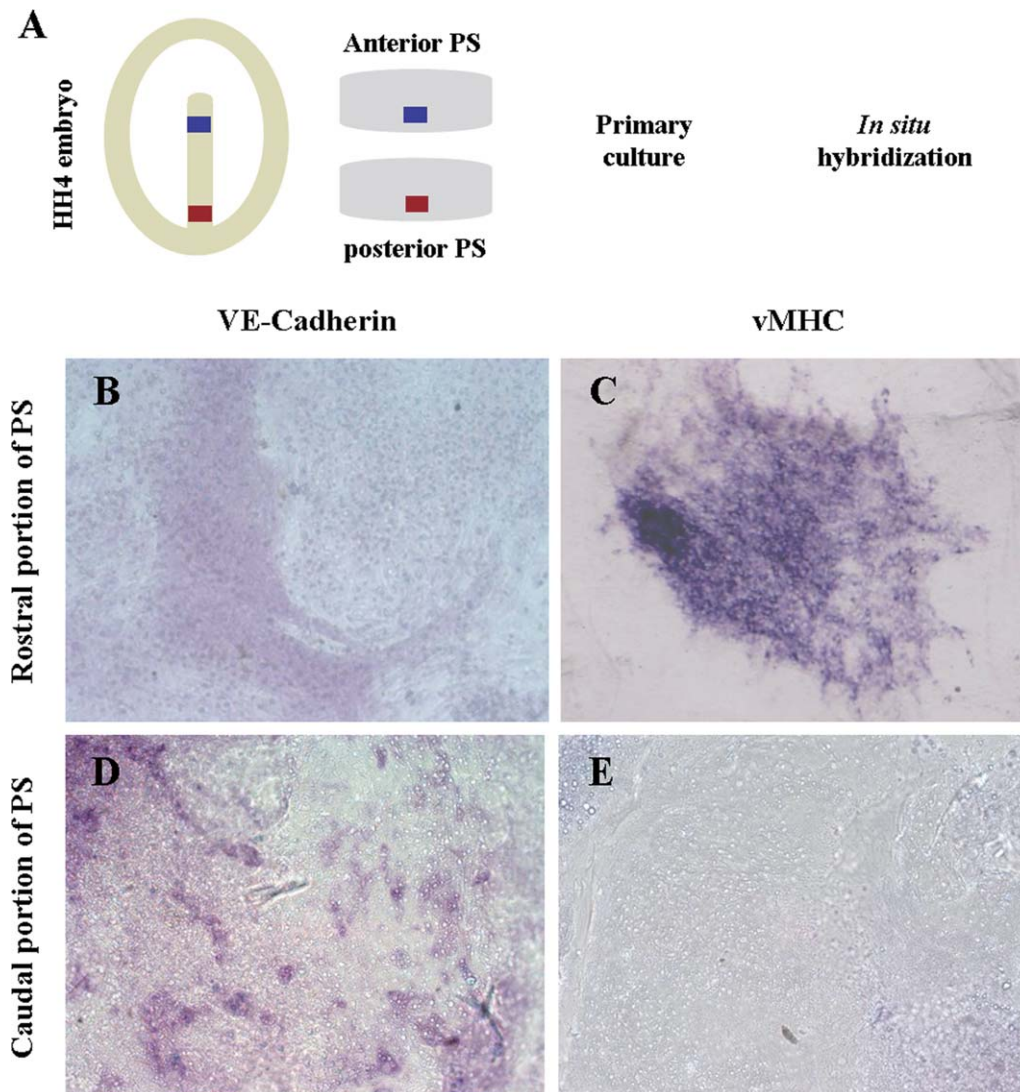 A
HH4 embryo
Anterior PS
posterior PS
Primary
culture
In situ
hybridization
VE-Cadherin
vMHC
Rostral portion of PS
B
C
Caudal portion of PS
D
E